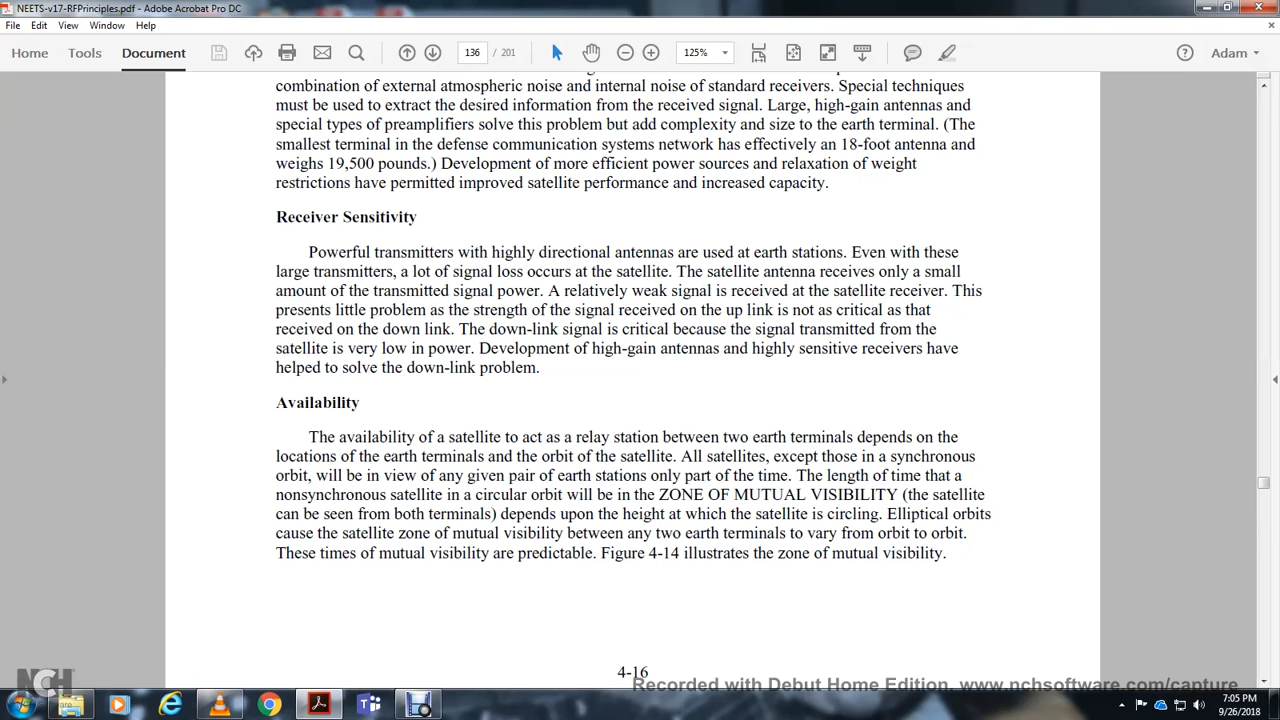 NEETS-v17-RFPrinciples.pdf - Adobe Acrobat Pro DC
File Edit View Window Help
Home Tools Document 136 / 201 125% Adam
combination of external atmospheric noise and internal noise of standard receivers. Special techniques
must be used to extract the desired information from the received signal. Large, high-gain antennas and
special types of preamplifiers solve this problem but add complexity and size to the earth terminal. (The
smallest terminal in the defense communication systems network has effectively an 18-foot antenna and
weighs 19,500 pounds.) Development of more efficient power sources and relaxation of weight
restrictions have permitted improved satellite performance and increased capacity.
Receiver Sensitivity
Powerful transmitters with highly directional antennas are used at earth stations. Even with these
large transmitters, a lot of signal loss occurs at the satellite. The satellite antenna receives only a small
amount of the transmitted signal power. A relatively weak signal is received at the satellite receiver. This
presents little problem as the strength of the signal received on the up link is not as critical as that
received on the down link. The down-link signal is critical because the signal transmitted from the
satellite is very low in power. Development of high-gain antennas and highly sensitive receivers have
helped to solve the down-link problem.
Availability
The availability of a satellite to act as a relay station between two earth terminals depends on the
locations of the earth terminals and the orbit of the satellite. All satellites, except those in a synchronous
orbit, will be in view of any given pair of earth stations only part of the time. The length of time that a
nonsynchronous satellite in a circular orbit will be in the ZONE OF MUTUAL VISIBILITY (the satellite
can be seen from both terminals) depends upon the height at which the satellite is circling. Elliptical orbits
cause the satellite zone of mutual visibility between any two earth terminals to vary from orbit to orbit.
These times of mutual visibility are predictable. Figure 4-14 illustrates the zone of mutual visibility.
4-16
NCH
Recorded with Debut Home Edition. www.nchsoftware.com/capture
7:05 PM
9/26/2018